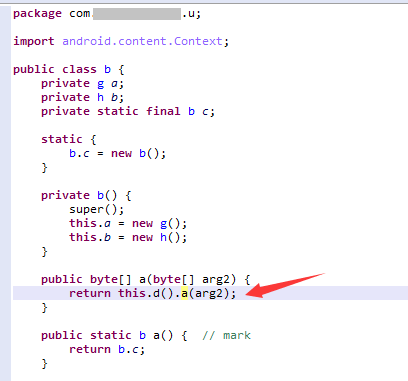 package com.           .u;
import android.content.Context;
public class b {
    private g a;
    private h b;
    private static final b c;
    static {
        b.c = new b();
    }
    private b() {
        super();
        this.a = new g();
        this.b = new h();
    }
    public byte[] a(byte[] arg2) {
        return this.d().a(arg2);
    }
    public static b a() {  // mark
        return b.c;
    }